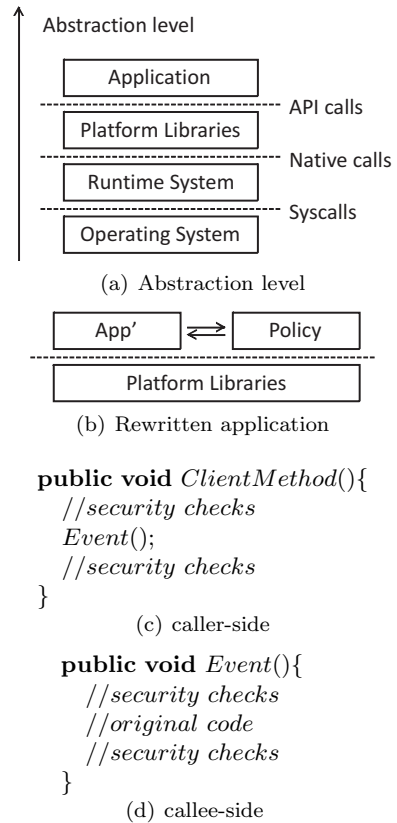 Abstraction level
Application
API calls
Platform Libraries
Native calls
Runtime System
Syscalls
Operating System
(a) Abstraction level
App’ Policy
Platform Libraries
(b) Rewritten application
public void ClientMethod(){
//security checks
Event();
//security checks
}
(c) caller-side
public void Event(){
//security checks
//original code
//security checks
}
(d) callee-side